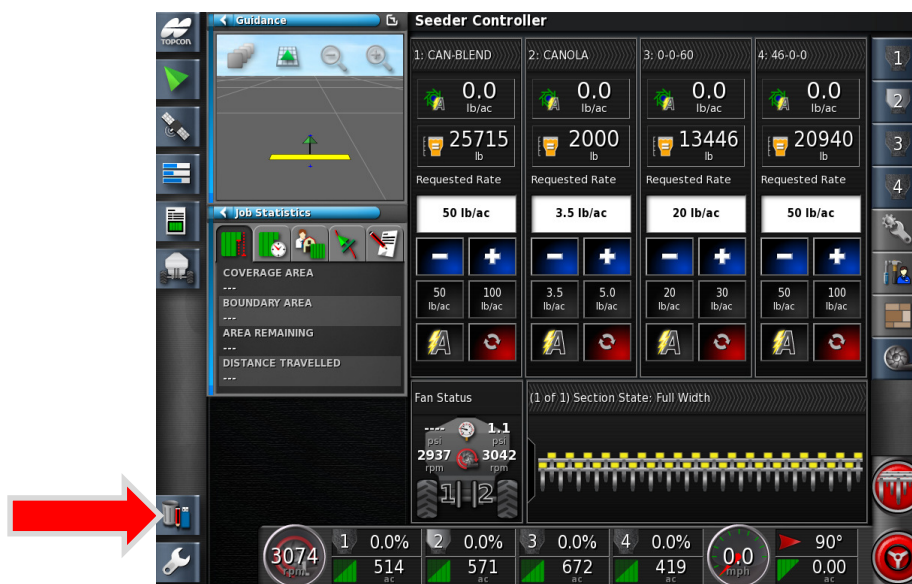 TOPCON
Guidance
Seeder Controller
1: CAN-BLEND
2: CANOLA
3: 0-0-60
4: 46-0-0
0.0
lb/ac
0.0
lb/ac
0.0
lb/ac
0.0
lb/ac
25715
lb
2000
lb
13446
lb
20940
lb
Requested Rate
Requested Rate
Requested Rate
Requested Rate
50 lb/ac
3.5 lb/ac
20 lb/ac
50 lb/ac
50
lb/ac
100
lb/ac
3.5
lb/ac
5.0
lb/ac
20
lb/ac
30
lb/ac
50
lb/ac
100
lb/ac
A
A
A
A
Job Statistics
COVERAGE AREA
---
BOUNDARY AREA
---
AREA REMAINING
---
DISTANCE TRAVELLED
---
Fan Status
----
psi
1.1
psi
2937
rpm
3042
rpm
1
2
(1 of 1) Section State: Full Width
1
2
3
4
3074
rpm
1 0.0%
514
ac
2 0.0%
571
ac
3 0.0%
672
ac
4 0.0%
419
ac
0.0
mph
90°
0.00
ac